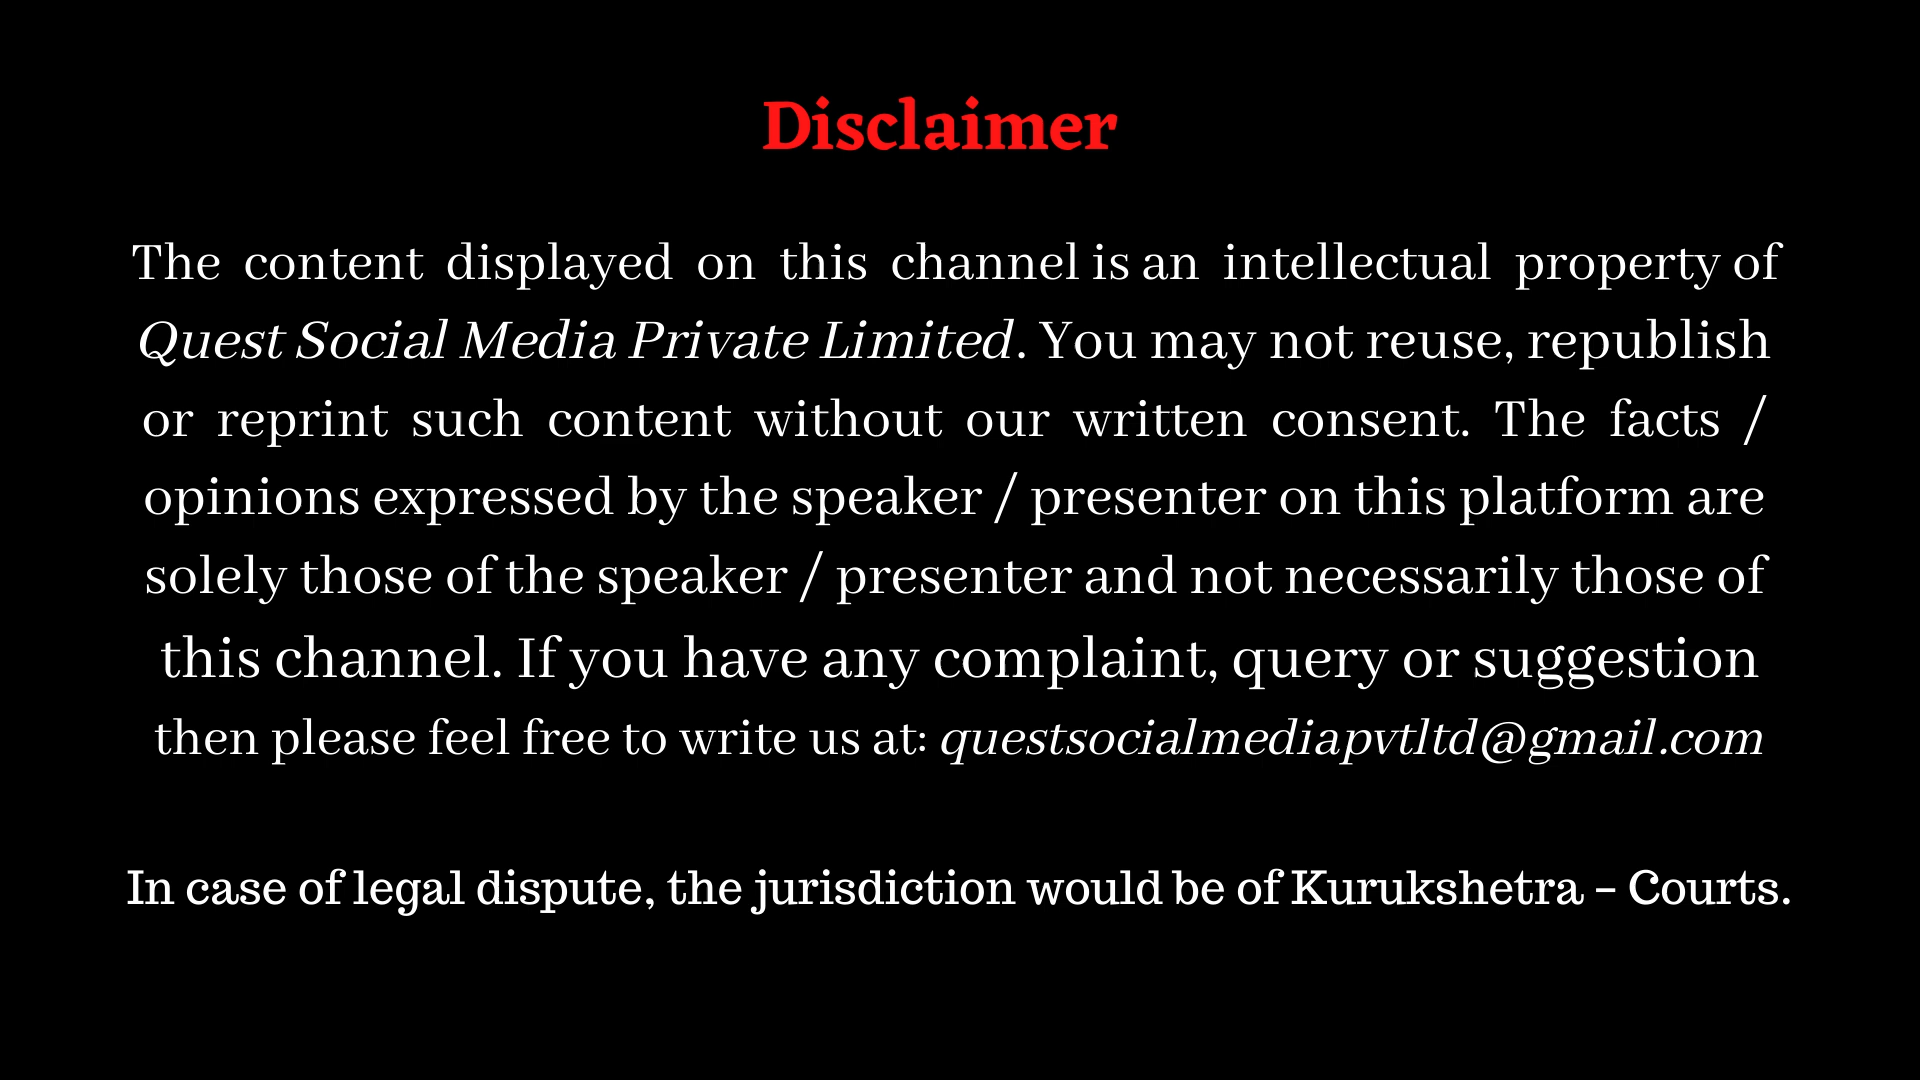 Disclaimer
The content displayed on this channel is an intellectual property of
Quest Social Media Private Limited. You may not reuse, republish
or reprint such content without our written consent. The facts /
opinions expressed by the speaker / presenter on this platform are
solely those of the speaker / presenter and not necessarily those of
this channel. If you have any complaint, query or suggestion
then please feel free to write us at: questsocialmediapvtltd@gmail.com
In case of legal dispute, the jurisdiction would be of Kurukshetra – Courts.